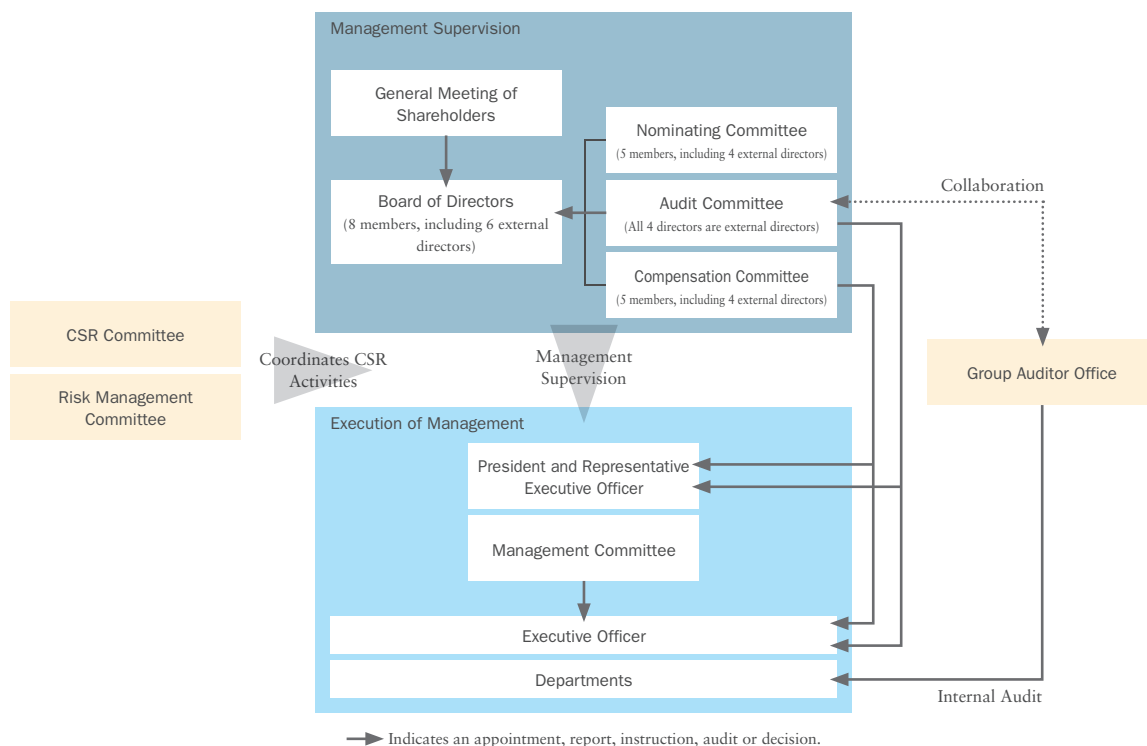 Management Supervision
General Meeting of
Shareholders
Nominating Committee
(5 members, including 4 external directors)
Collaboration
Board of Directors
(8 members, including 6 external
directors)
Audit Committee
(All 4 directors are external directors)
Compensation Committee
(5 members, including 4 external directors)
CSR Committee
Risk Management
Committee
Coordinates CSR
Activities
Management
Supervision
Group Auditor Office
Execution of Management
President and Representative
Executive Officer
Management Committee
Executive Officer
Departments
Internal Audit
Indicates an appointment, report, instruction, audit or decision.